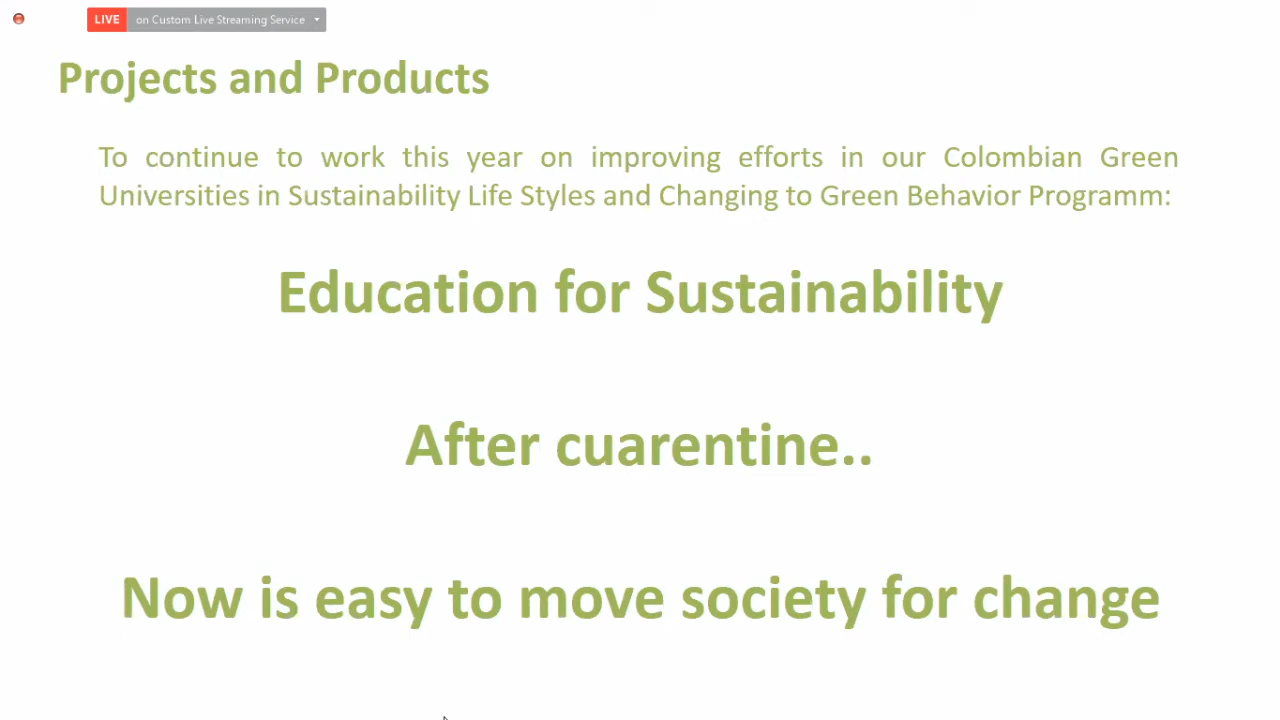 LIVE on Custom Live Streaming Service
Projects and Products
To continue to work this year on improving efforts in our Colombian Green
Universities in Sustainability Life Styles and Changing to Green Behavior Programm:
Education for Sustainability
After cuarentine..
Now is easy to move society for change